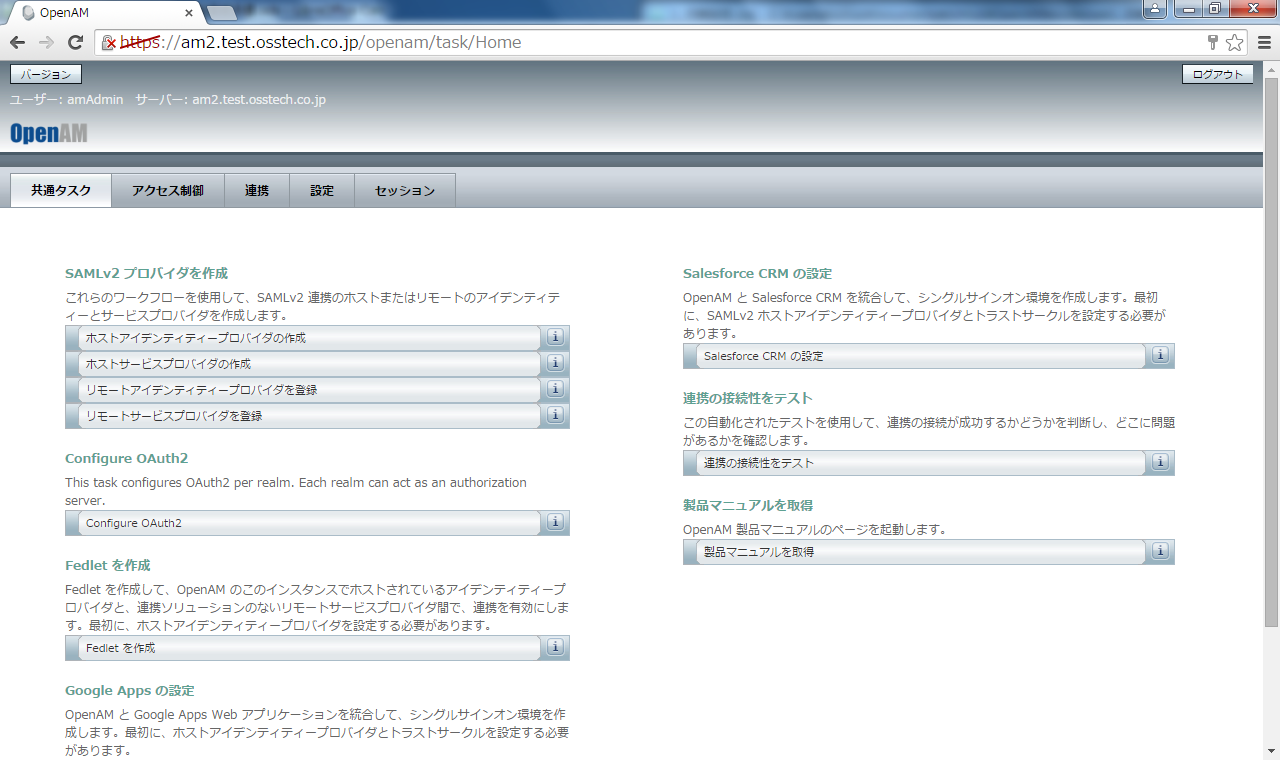 OpenAM
https://am2.test.osstech.co.jp/openam/task/Home
バージョン
ログアウト
ユーザー: amAdmin サーバー: am2.test.osstech.co.jp
OpenAM
共通タスク アクセス制御 連携 設定 セッション
SAMLv2 プロバイダを作成
これらのワークフローを使用して、SAMLv2 連携のホストまたはリモートのアイデンティティ
ーとサービスプロバイダを作成します。
ホストアイデンティティープロバイダの作成
ホストサービスプロバイダの作成
リモートアイデンティティープロバイダを登録
リモートサービスプロバイダを登録
Configure OAuth2
This task configures OAuth2 per realm. Each realm can act as an authorization
server.
Configure OAuth2
Fedlet を作成
Fedlet を作成して、OpenAM のこのインスタンスでホストされているアイデンティティープ
ロバイダと、連携ソリューションのないリモートサービスプロバイダ間で、連携を有効にしま
す。最初に、ホストアイデンティティープロバイダを設定する必要があります。
Fedlet を作成
Google Apps の設定
OpenAM と Google Apps Web アプリケーションを統合して、シングルサインオン環境を作
成します。最初に、ホストアイデンティティープロバイダとトラストサークルを設定する必要
があります。
Salesforce CRM の設定
OpenAM と Salesforce CRM を統合して、シングルサインオン環境を作成します。最初
に、SAMLv2 ホストアイデンティティープロバイダとトラストサークルを設定する必要が
あります。
Salesforce CRM の設定
連携の接続性をテスト
この自動化されたテストを使用して、連携の接続が成功するかどうかを判断し、どこに問題
があるかを確認します。
連携の接続性をテスト
製品マニュアルを取得
OpenAM 製品マニュアルのページを起動します。
製品マニュアルを取得